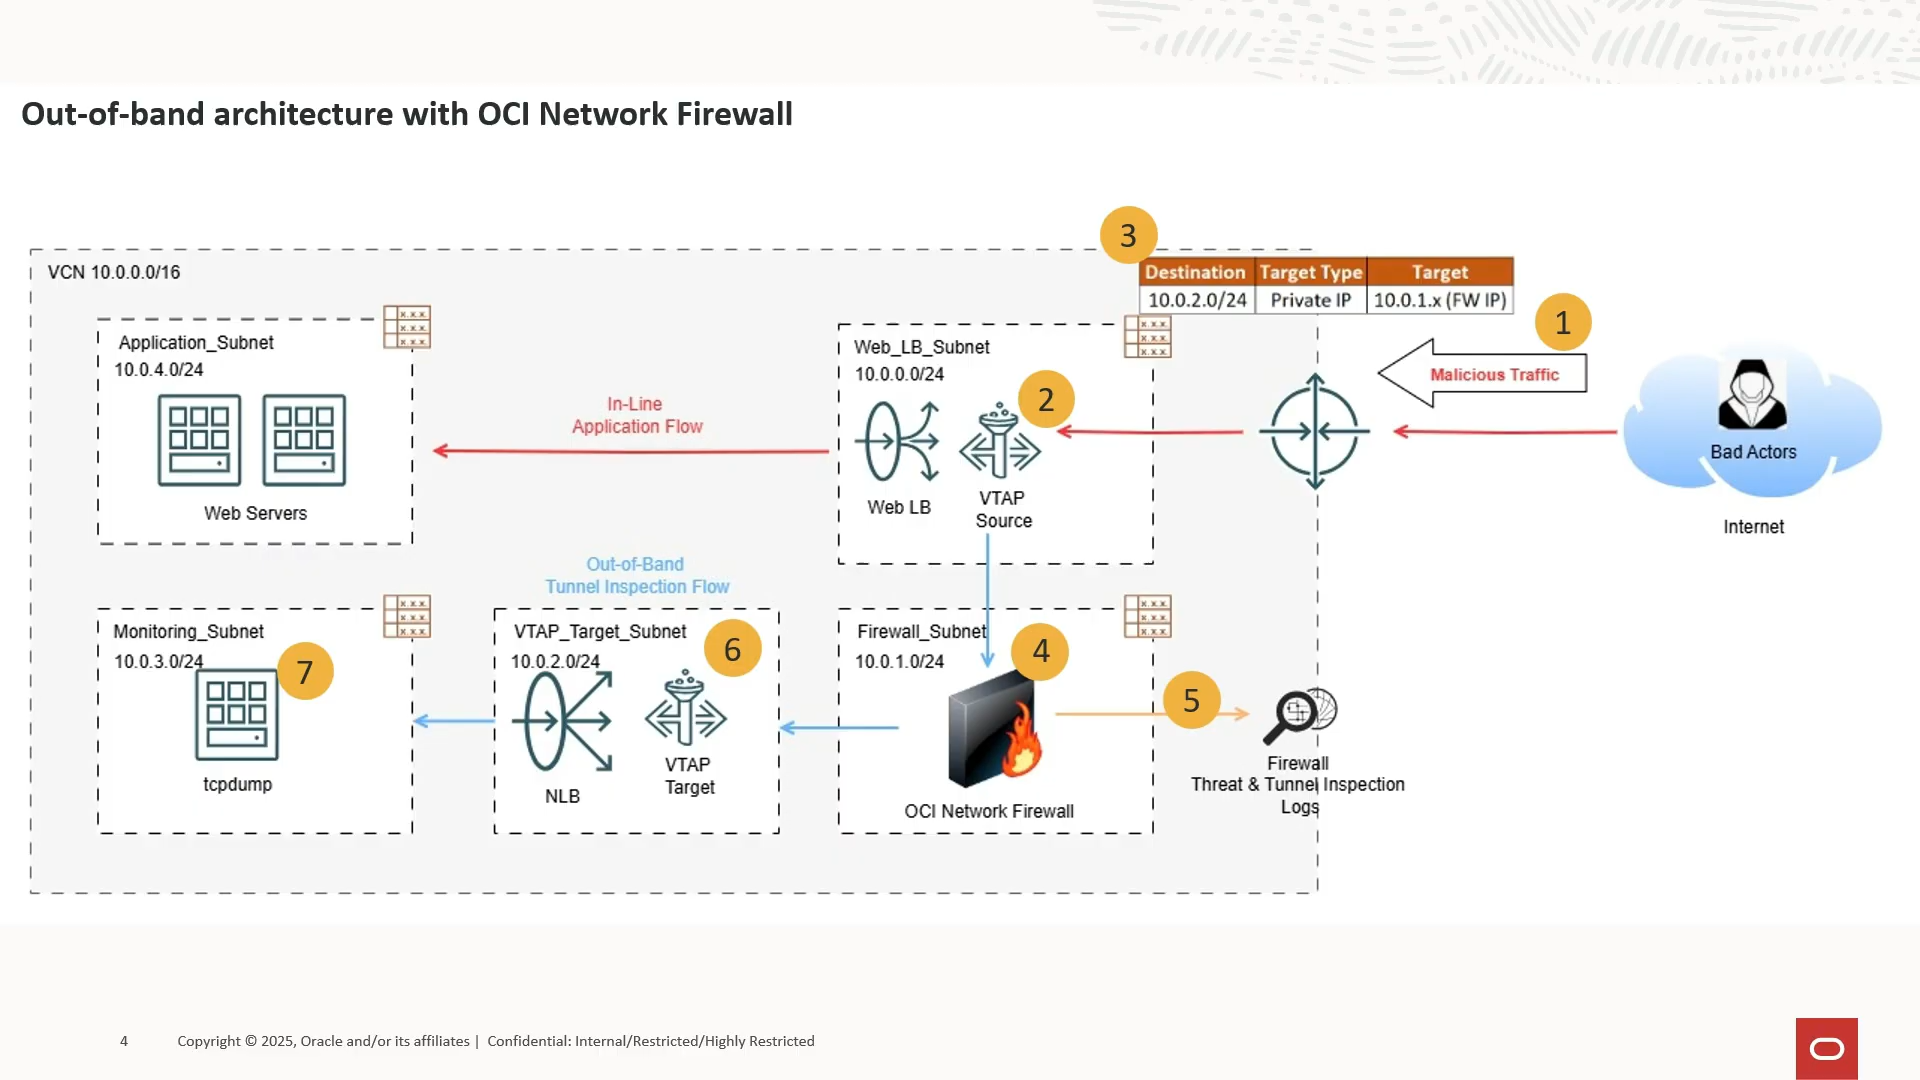 Out-of-band architecture with OCI Network Firewall
3
VCN 10.0.0.0/16
Destination Target Type Target
10.0.2.0/24 Private IP 10.0.1.x (FW IP)
1
Malicious Traffic
Bad Actors
Internet
Application_Subnet
10.0.4.0/24
x.x.x
x.x.x
x.x.x
Web Servers
In-Line
Application Flow
Web_LB_Subnet
10.0.0.0/24
x.x.x
x.x.x
x.x.x
2
Web LB
VTAP
Source
Out-of-Band
Tunnel Inspection Flow
Monitoring_Subnet
10.0.3.0/24
x.x.x
x.x.x
x.x.x
7
tcpdump
VTAP_Target_Subnet
10.0.2.0/24
6
NLB
VTAP
Target
Firewall_Subnet
10.0.1.0/24
x.x.x
x.x.x
x.x.x
4
OCI Network Firewall
5
Firewall
Threat & Tunnel Inspection
Logs
4 Copyright © 2025, Oracle and/or its affiliates | Confidential: Internal/Restricted/Highly Restricted